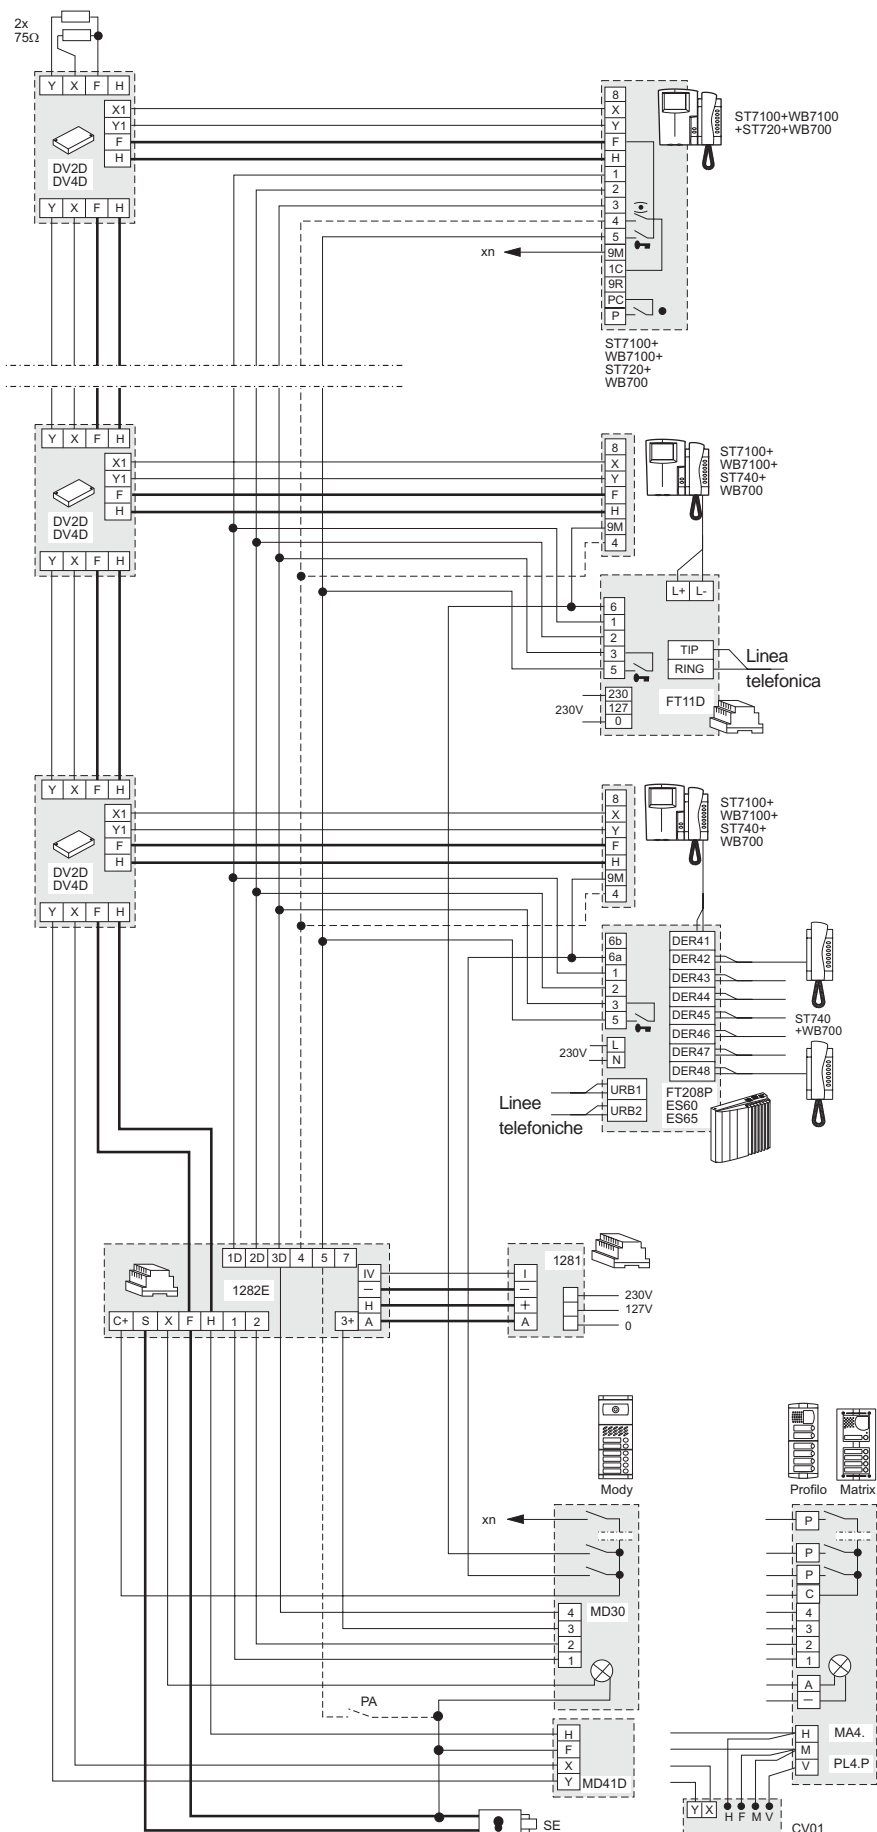 2x
75Ω
Y X F H
X1
Y1
F
H
DV2D
DV4D
Y X F H
8
X
Y
F
H
1
2
3
4
5
9M
1C
9R
PC
P
ST7100+WB7100
+ST720+WB700
xn
ST7100+
WB7100+
ST720+
WB700
Y X F H
X1
Y1
F
H
DV2D
DV4D
Y X F H
8
X
Y
F
H
9M
4
ST7100+
WB7100+
ST740+
WB700
L+ L-
6
1
2
3
5
TIP
RING
Linea
telefonica
230
127
0
230V
FT11D
Y X F H
X1
Y1
F
H
DV2D
DV4D
Y X F H
8
X
Y
F
H
9M
4
ST7100+
WB7100+
ST740+
WB700
6b
6a
1
2
3
5
DER41
DER42
DER43
DER44
DER45
DER46
DER47
DER48
ST740
+WB700
230V
L
N
URB1
URB2
Linee
telefoniche
FT208P
ES60
ES65
1D 2D 3D 4 5 7
1282E
IV
–
H
A
C+ S X F H 1 2
3+
1281
I
–
+
A
230V
127V
0
Mody
Profilo Matrix
xn
MD30
4
3
2
1
PA
H
F
X
Y
MD41D
SE
P
P
P
C
4
3
2
1
A
–
H
M
V
MA4.
PL4.P
Y X H F M V
CV01